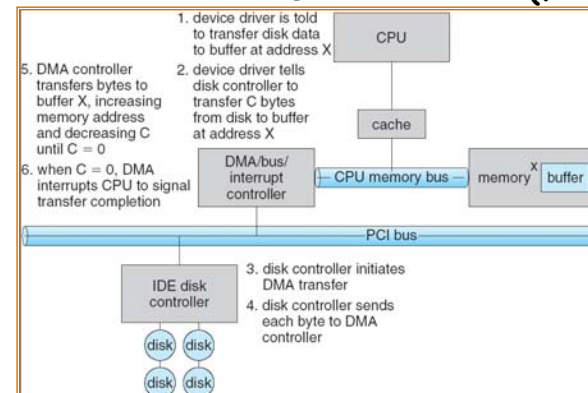 1. device driver is told
to transfer disk data
to buffer at address X
2. device driver tells
disk controller to
transfer C bytes
from disk to buffer
at address X
CPU
5. DMA controller
transfers bytes to
buffer X, increasing
memory address
and decreasing C
until C = 0
6. when C = 0, DMA
interrupts CPU to signal
transfer completion
cache
DMA/bus/
interrupt
controller
CPU memory bus
memory
x
buffer
PCI bus
IDE disk
controller
3. disk controller initiates
DMA transfer
4. disk controller sends
each byte to DMA
controller
disk disk
disk disk